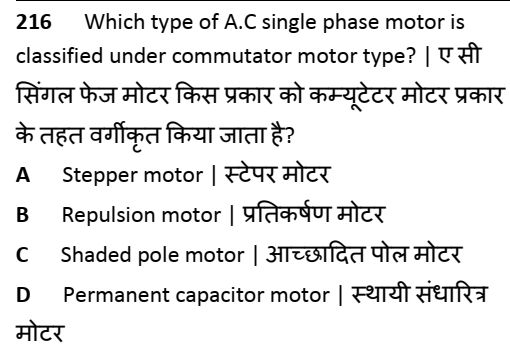 216 Which type of A.C single phase motor is
classified under commutator motor type? | ए सी
सिंगल फेज मोटर किस प्रकार को कम्यूटेटर मोटर प्रकार
के तहत वर्गीकृत किया जाता है?
A Stepper motor | स्टेपर मोटर
B Repulsion motor | प्रतिकर्षण मोटर
C Shaded pole motor | आच्छादित पोल मोटर
D Permanent capacitor motor | स्थायी संधारित्र
मोटर